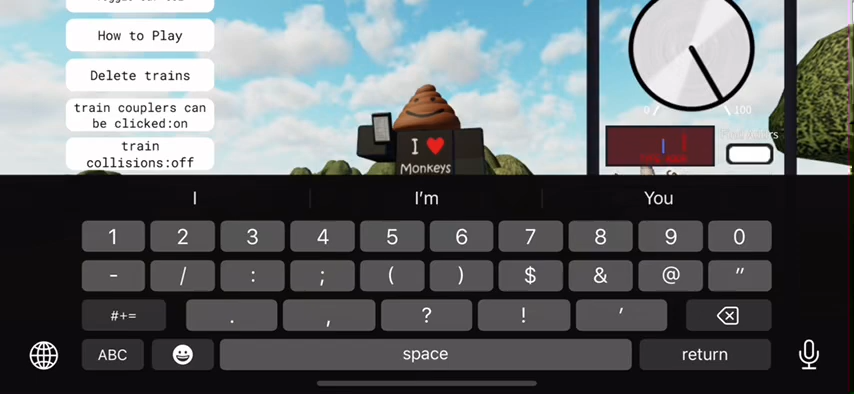 How to Play
Delete trains
train couplers can
be clicked:on
train
collisions:off
I ❤
Monkeys
0
100
I
I'm
You
1 2 3 4 5 6 7 8 9 0
- / : ; ( ) $ & @ "
#+= . , ? ! '
ABC
space
return